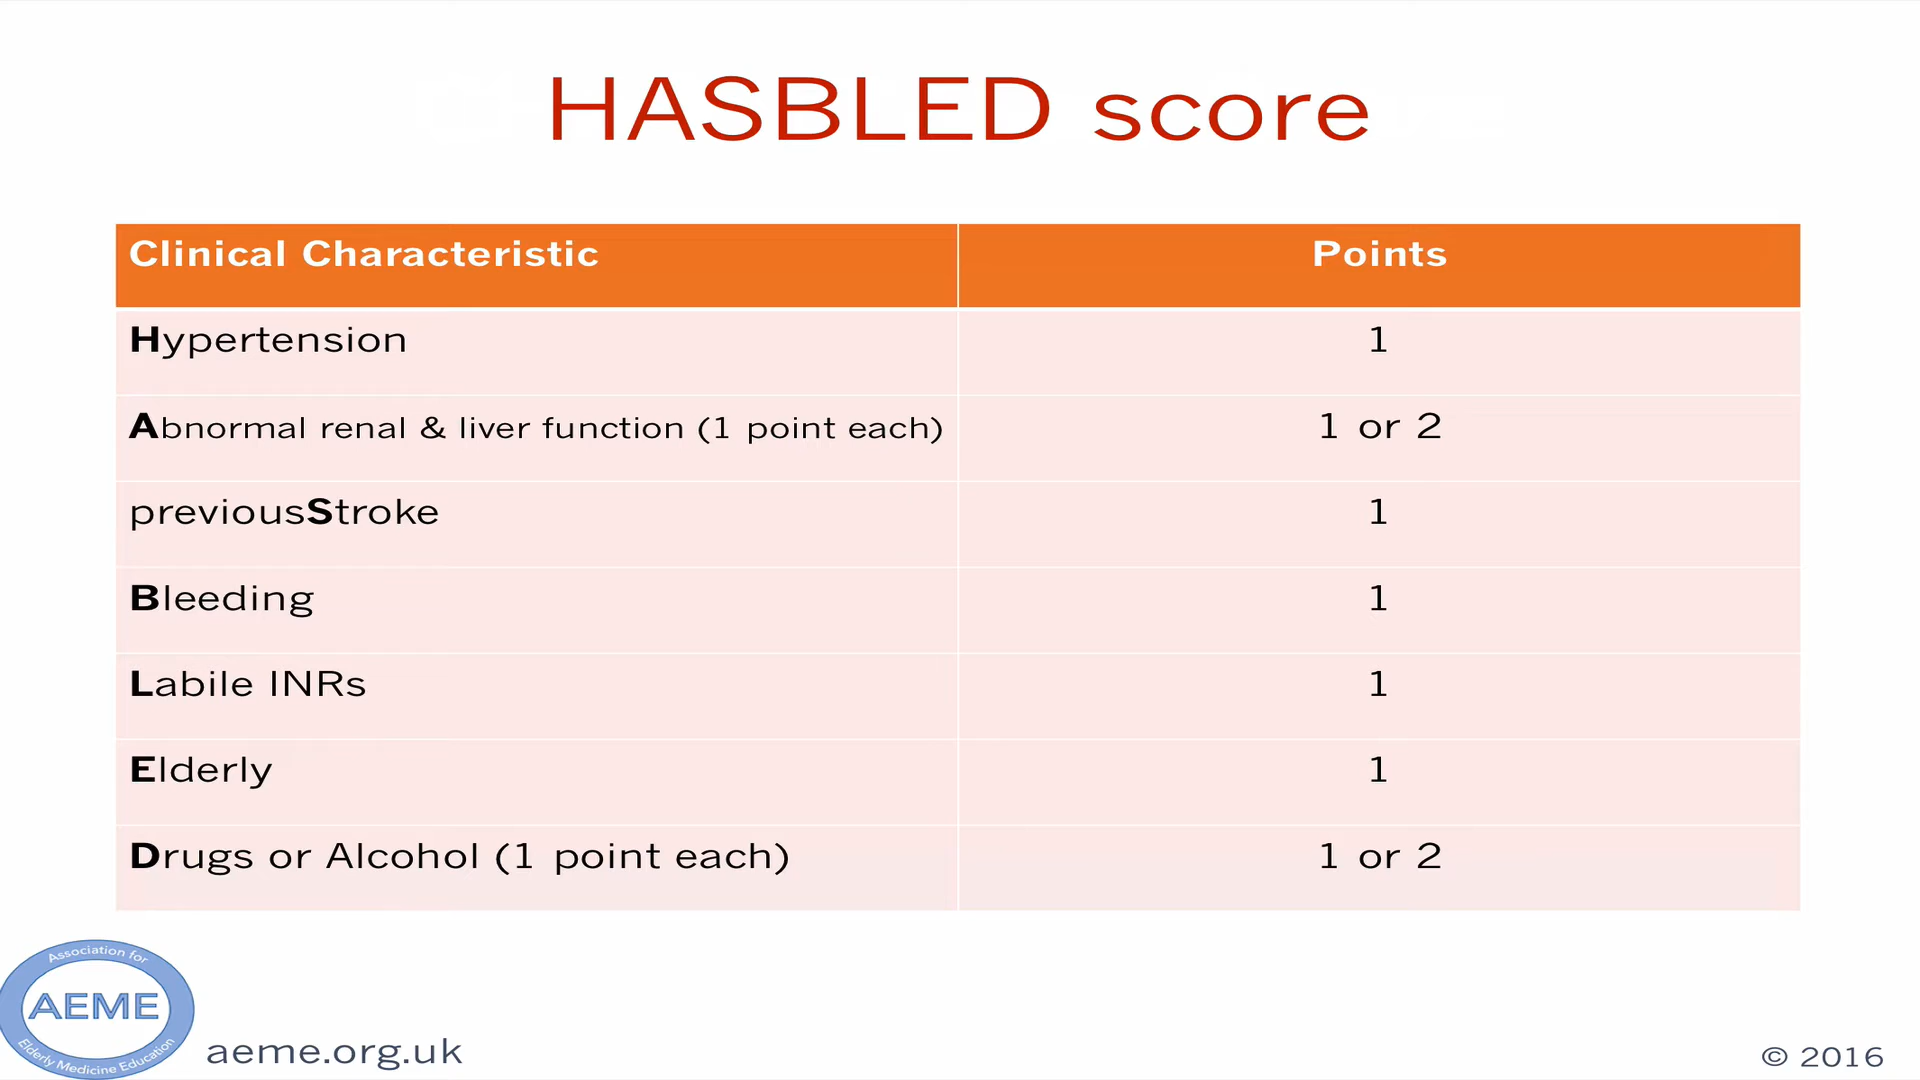 HASBLED score
Clinical Characteristic Points
Hypertension 1
Abnormal renal & liver function (1 point each) 1 or 2
previousStroke 1
Bleeding 1
Labile INRs 1
Elderly 1
Drugs or Alcohol (1 point each) 1 or 2
Association for
AEME
Elderly Medicine Education
aeme.org.uk
© 2016